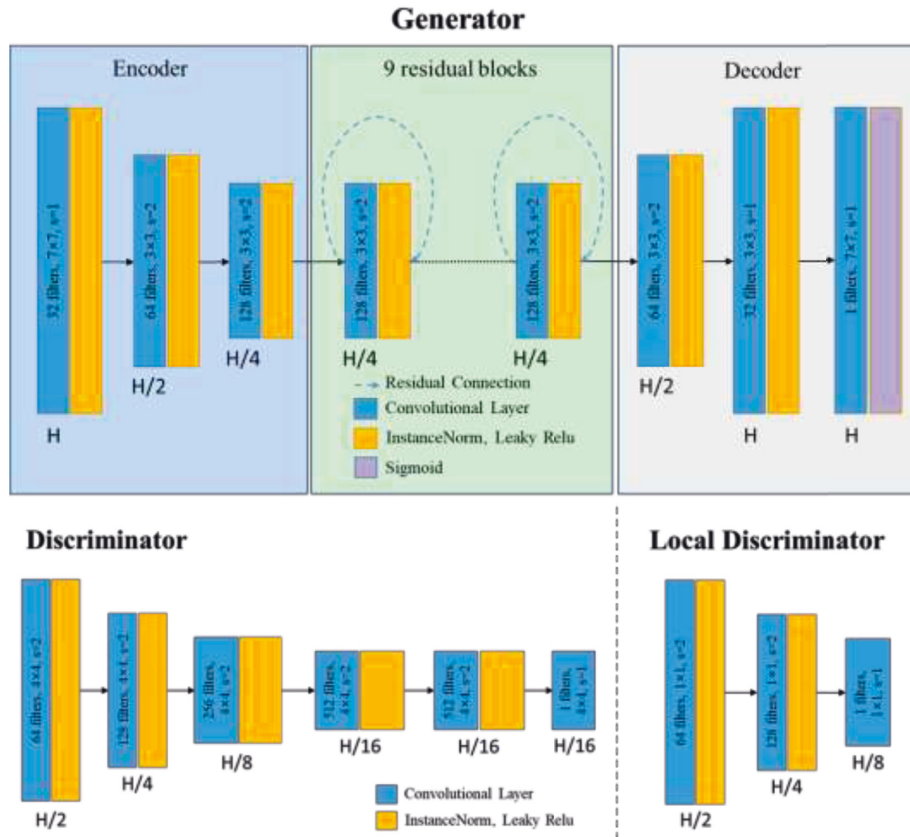 Generator
Encoder
9 residual blocks
Decoder
32 filters, 7×7, s=1
64 filters, 3×3, s=2
128 filters, 3×3, s=2
128 filters, 3×3, s=2
128 filters, 3×3, s=2
64 filters, 3×3, s=2
32 filters, 3×3, s=1
1 filters, 7×7, s=1
H
H/2
H/4
H/4
H/4
H/2
H
H
Residual Connection
Convolutional Layer
InstanceNorm, Leaky Relu
Sigmoid
Discriminator
64 filters, 4×4, s=2
128 filters, 4×4, s=2
256 filters,
4×4, s=2
512 filters,
4×4, s=2
512 filters,
4×4, s=2
1 filters,
4×4, s=1
H/2
H/4
H/8
H/16
H/16
H/16
Convolutional Layer
InstanceNorm, Leaky Relu
Local Discriminator
64 filters, 1×1, s=2
128 filters, 1×1, s=2
1 filters,
1×1, s=1
H/2
H/4
H/8